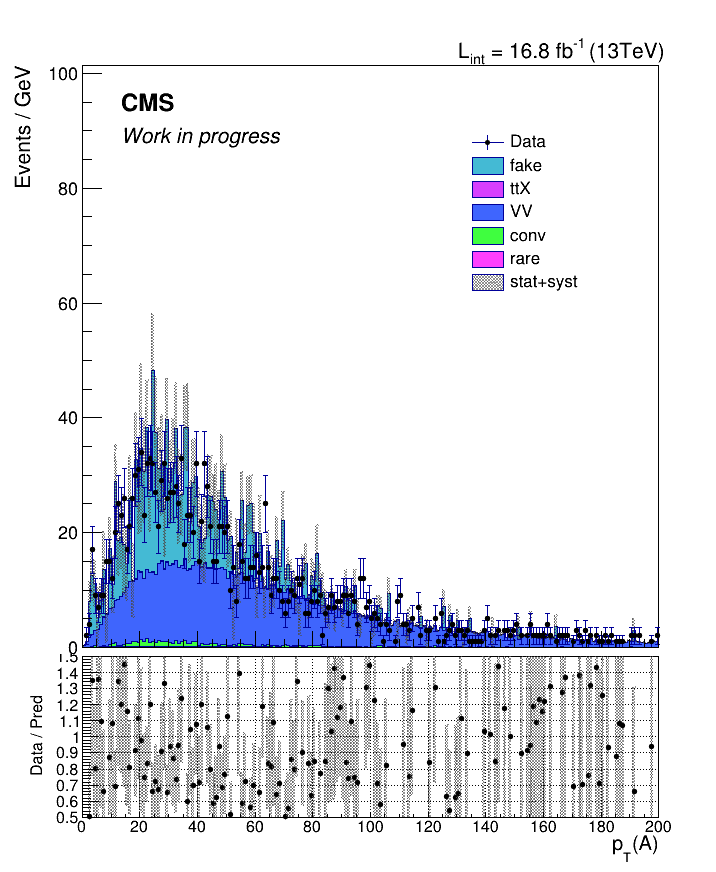 L_int = 16.8 fb^-1 (13TeV)
Events / GeV
100
80
60
40
20
0
CMS
Work in progress
Data
fake
ttX
VV
conv
rare
stat+syst
Data / Pred
1.5
1.4
1.3
1.2
1.1
1
0.9
0.8
0.7
0.6
0.5
0 20 40 60 80 100 120 140 160 180 200
p_T(A)